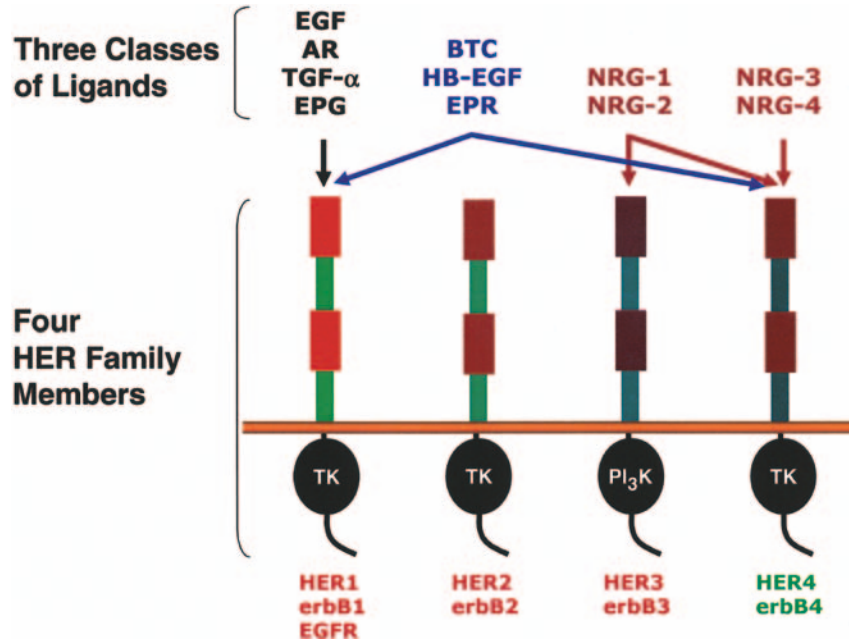 Three Classes
of Ligands
EGF
AR
TGF-α
EPG
BTC
HB-EGF
EPR
NRG-1
NRG-2
NRG-3
NRG-4
Four
HER Family
Members
TK
TK
PI₃K
TK
HER1
erbB1
EGFR
HER2
erbB2
HER3
erbB3
HER4
erbB4